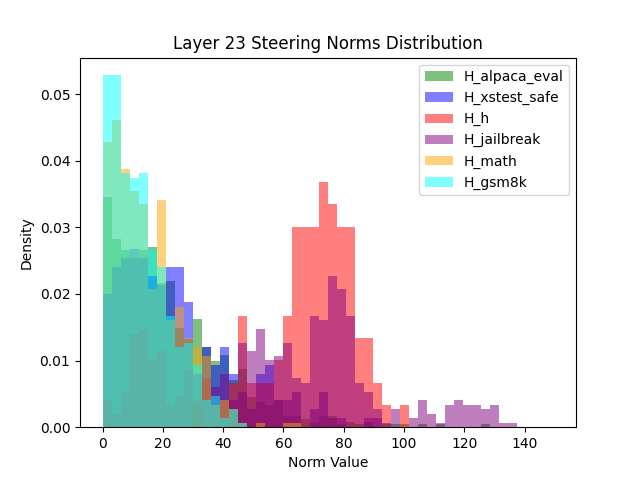 Layer 23 Steering Norms Distribution
H_alpaca_eval
H_xstest_safe
H_h
H_jailbreak
H_math
H_gsm8k
Density
0.05
0.04
0.03
0.02
0.01
0.00
0 20 40 60 80 100 120 140
Norm Value